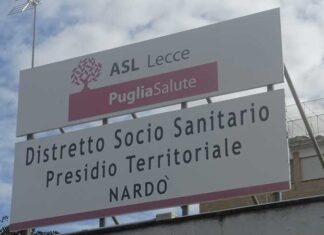 ASL Lecce
PugliaSalute
Distretto Socio Sanitario
Presidio Territoriale
NARDÒ